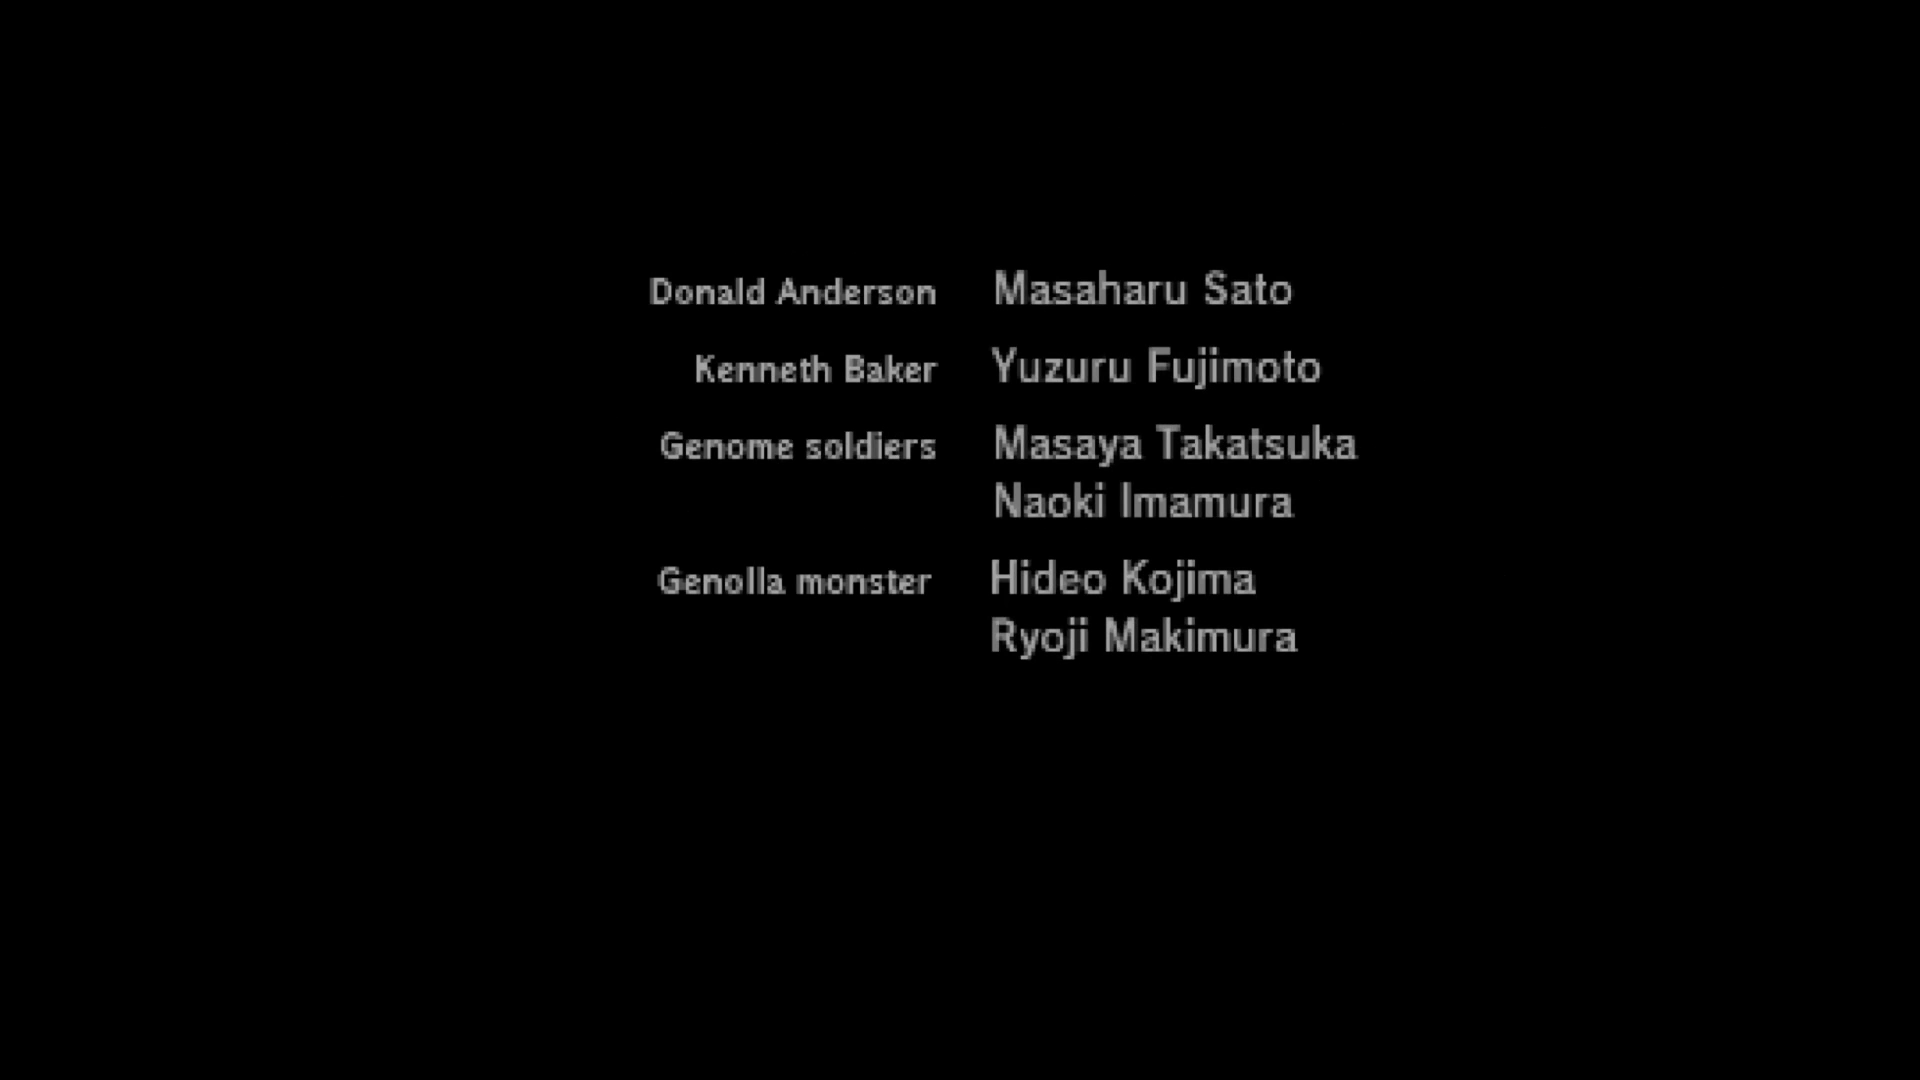 Donald Anderson Masaharu Sato
Kenneth Baker Yuzuru Fujimoto
Genome soldiers Masaya Takatsuka
Naoki Imamura
Genolla monster Hideo Kojima
Ryoji Makimura